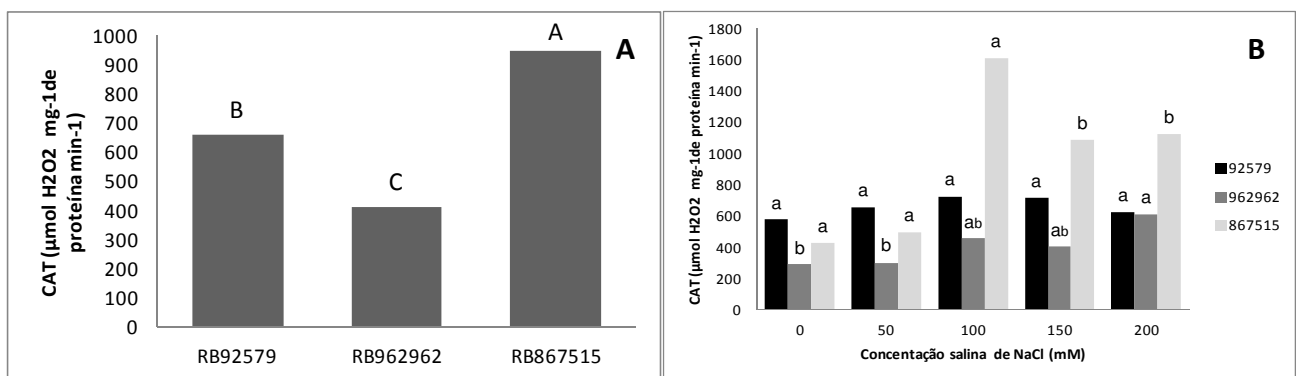 A
CAT (µmol H2O2 mg-1de
proteína min-1)
1000
900
800
700
600
500
400
300
200
100
0
B
C
A
RB92579
RB962962
RB867515
B
CAT (µmol H2O2 mg-1de proteína min-1)
1800
1600
1400
1200
1000
800
600
400
200
0
a
b
a
a
b
a
a
ab
a
a
ab
b
a
a
b
0
50
100
150
200
Concentação salina de NaCl (mM)
92579
962962
867515